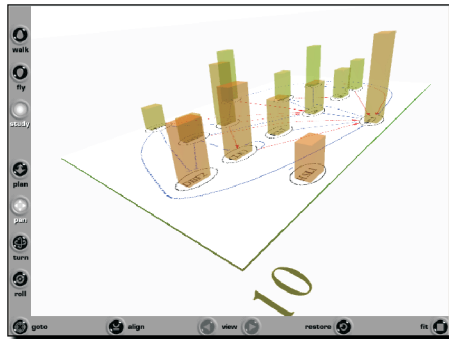 walk
fly
study
plan
pan
turn
roll
10
goto
align
view
restore
fit